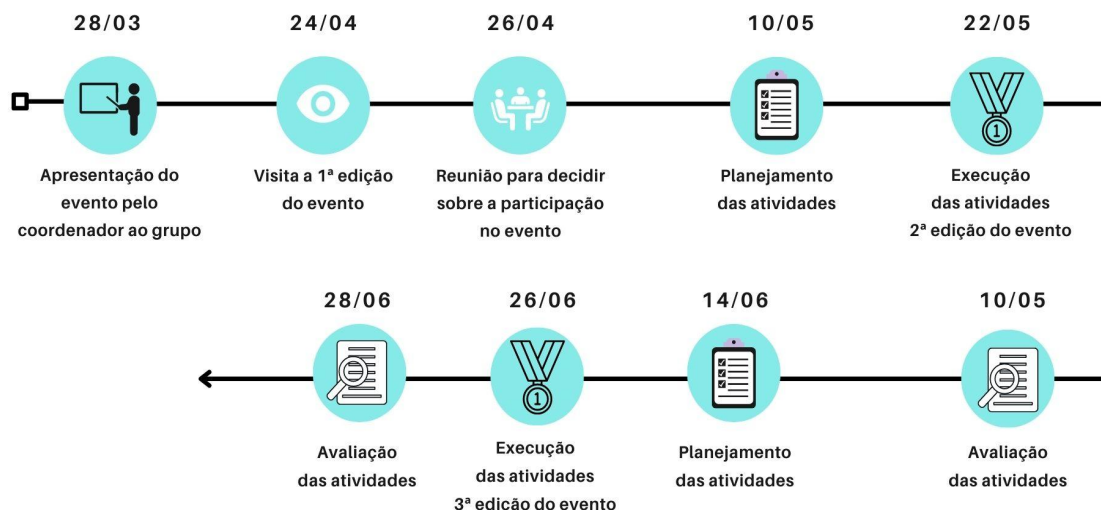 28/03
Apresentação do
evento pelo
coordenador ao grupo
24/04
Visita a 1ª edição
do evento
26/04
Reunião para decidir
sobre a participação
no evento
10/05
Planejamento
das atividades
22/05
Execução
das atividades
2ª edição do evento
1
10/05
Avaliação
das atividades
14/06
Planejamento
das atividades
26/06
1
Execução
das atividades
3ª edição do evento
28/06
Avaliação
das atividades